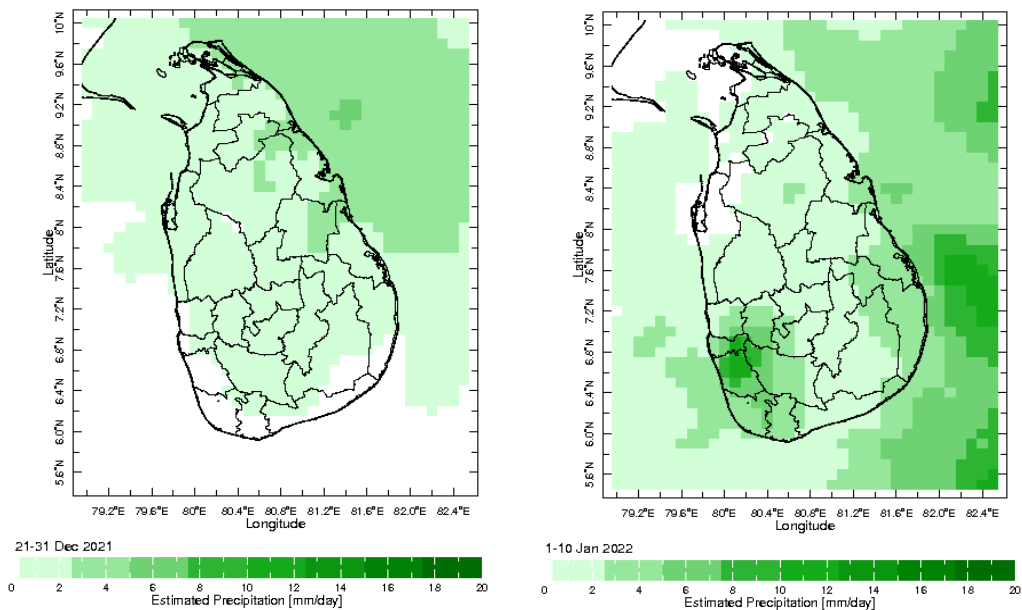 10°N
9.6°N
9.2°N
8.8°N
8.4°N
8°N
7.6°N
7.2°N
6.8°N
6.4°N
6.0°N
5.6°N
Latitude
79.2°E 79.6°E 80°E 80.4°E 80.8°E 81.2°E 81.6°E 82.0°E 82.4°E
Longitude
21-31 Dec 2021
0 2 4 6 8 10 12 14 16 18 20
Estimated Precipitation [mm/day]
10°N
9.6°N
9.2°N
8.8°N
8.4°N
8°N
7.6°N
7.2°N
6.8°N
6.4°N
6.0°N
5.6°N
Latitude
79.2°E 79.6°E 80°E 80.4°E 80.8°E 81.2°E 81.6°E 82.0°E 82.4°E
Longitude
1-10 Jan 2022
0 2 4 6 8 10 12 14 16 18 20
Estimated Precipitation [mm/day]